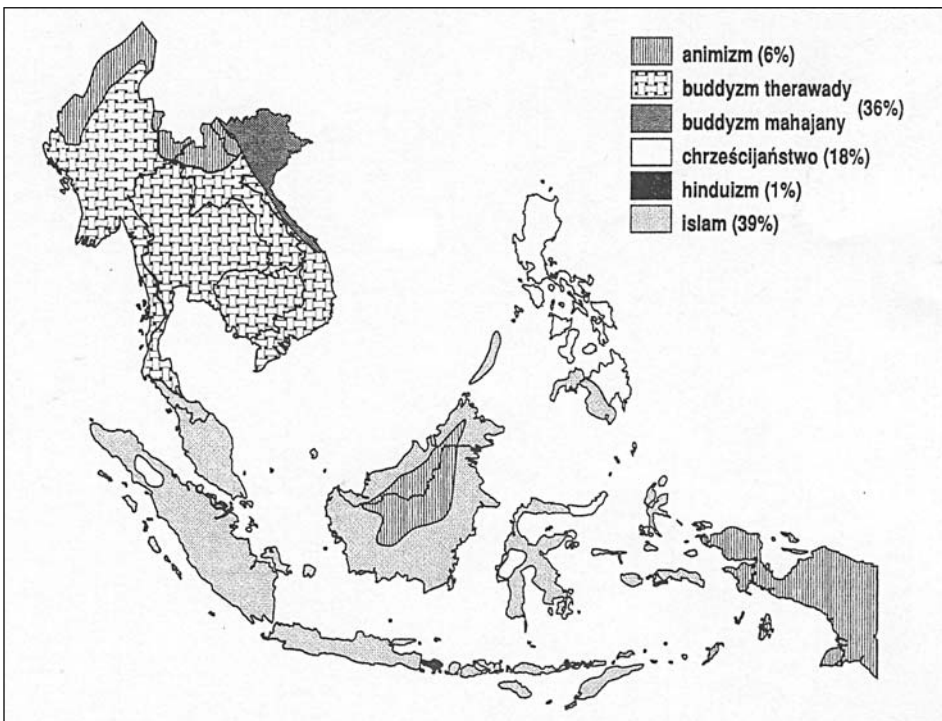 animizm (6%)
buddyzm therawady
(36%)
buddyzm mahajany
chrześcijaństwo (18%)
hinduizm (1%)
islam (39%)